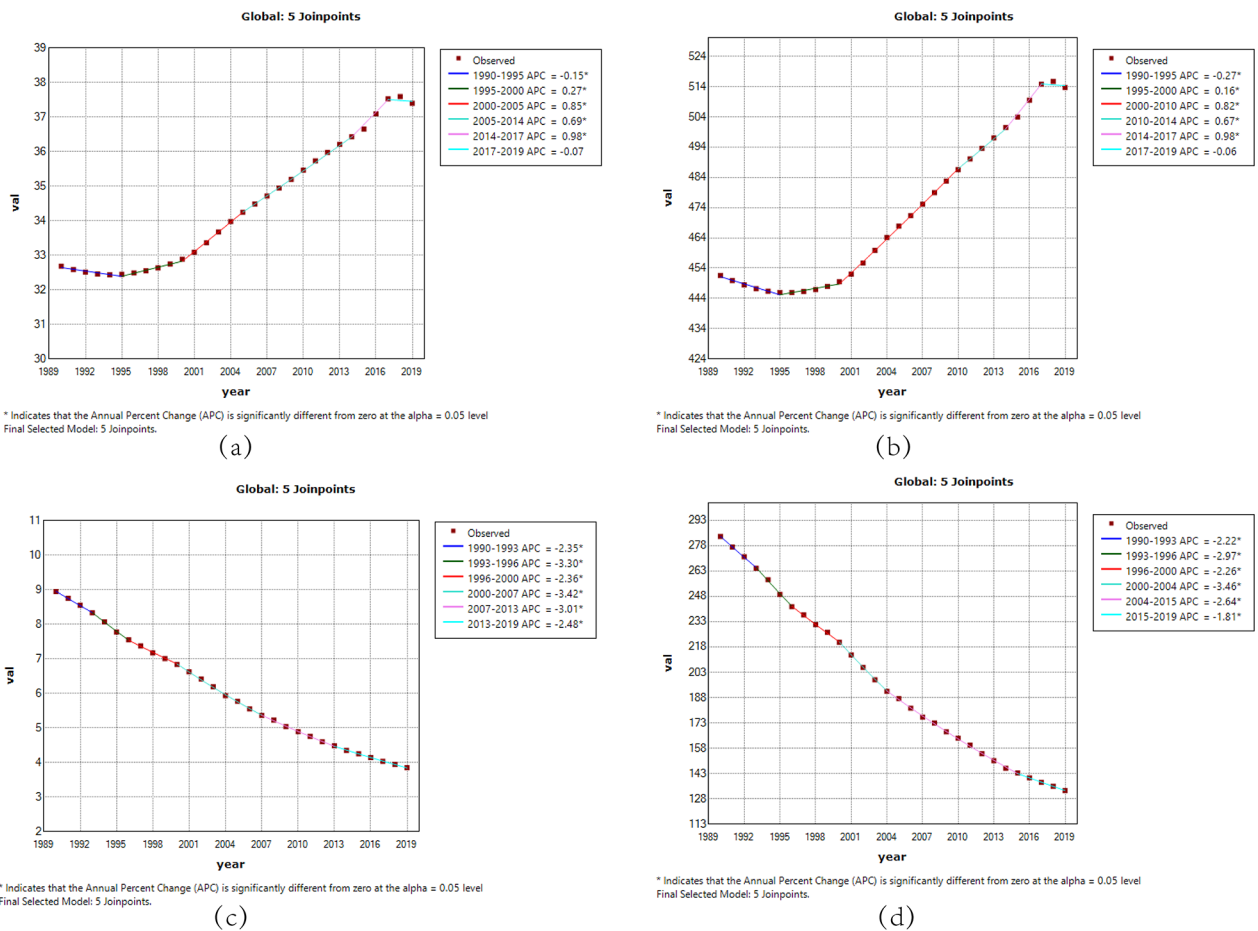 Global: 5 Joinpoints
39
38
37
36
35
34
33
32
31
30
1989 1992 1995 1998 2001 2004 2007 2010 2013 2016 2019
val
year
Observed
1990-1995 APC = -0.15*
1995-2000 APC = 0.27*
2000-2005 APC = 0.85*
2005-2014 APC = 0.69*
2014-2017 APC = 0.98*
2017-2019 APC = -0.07
* Indicates that the Annual Percent Change (APC) is significantly different from zero at the alpha = 0.05 level
Final Selected Model: 5 Joinpoints.
(a)
Global: 5 Joinpoints
524
514
504
494
484
474
464
454
444
434
424
1989 1992 1995 1998 2001 2004 2007 2010 2013 2016 2019
val
year
Observed
1990-1995 APC = -0.27*
1995-2000 APC = 0.16*
2000-2010 APC = 0.82*
2010-2014 APC = 0.67*
2014-2017 APC = 0.98*
2017-2019 APC = -0.06
* Indicates that the Annual Percent Change (APC) is significantly different from zero at the alpha = 0.05 level
Final Selected Model: 5 Joinpoints.
(b)
Global: 5 Joinpoints
11
10
9
8
7
6
5
4
3
2
1989 1992 1995 1998 2001 2004 2007 2010 2013 2016 2019
val
year
Observed
1990-1993 APC = -2.35*
1993-1996 APC = -3.30*
1996-2000 APC = -2.36*
2000-2007 APC = -3.42*
2007-2013 APC = -3.01*
2013-2019 APC = -2.48*
* Indicates that the Annual Percent Change (APC) is significantly different from zero at the alpha = 0.05 level
Final Selected Model: 5 Joinpoints.
(c)
Global: 5 Joinpoints
293
278
263
248
233
218
203
188
173
158
143
128
113
1989 1992 1995 1998 2001 2004 2007 2010 2013 2016 2019
val
year
Observed
1990-1993 APC = -2.22*
1993-1996 APC = -2.97*
1996-2000 APC = -2.26*
2000-2004 APC = -3.46*
2004-2015 APC = -2.64*
2015-2019 APC = -1.81*
* Indicates that the Annual Percent Change (APC) is significantly different from zero at the alpha = 0.05 level
Final Selected Model: 5 Joinpoints.
(d)